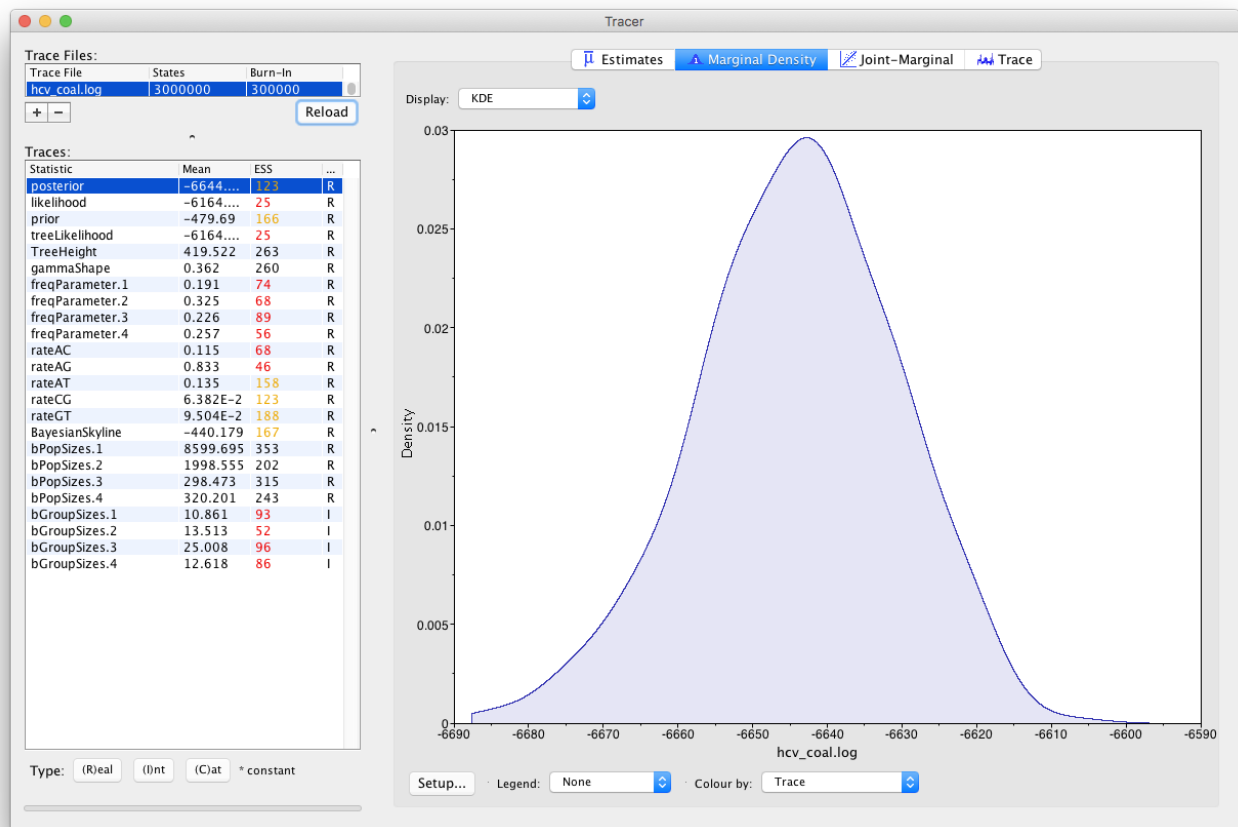 Tracer
Trace Files:
Trace File States Burn-In
hcv_coal.log 3000000 300000
+ − Reload
Traces:
Statistic Mean ESS ...
posterior -6644.... 123 R
likelihood -6164.... 25 R
prior -479.69 166 R
treeLikelihood -6164.... 25 R
TreeHeight 419.522 263 R
gammaShape 0.362 260 R
freqParameter.1 0.191 74 R
freqParameter.2 0.325 68 R
freqParameter.3 0.226 89 R
freqParameter.4 0.257 56 R
rateAC 0.115 68 R
rateAG 0.833 46 R
rateAT 0.135 158 R
rateCG 6.382E-2 123 R
rateGT 9.504E-2 188 R
BayesianSkyline -440.179 167 R
bPopSizes.1 8599.695 353 R
bPopSizes.2 1998.555 202 R
bPopSizes.3 298.473 315 R
bPopSizes.4 320.201 243 R
bGroupSizes.1 10.861 93 I
bGroupSizes.2 13.513 52 I
bGroupSizes.3 25.008 96 I
bGroupSizes.4 12.618 86 I
Type: (R)eal (I)nt (C)at * constant
Estimates Marginal Density Joint-Marginal Trace
Display: KDE
0.03
0.025
0.02
0.015
0.01
0.005
0
Density
-6690 -6680 -6670 -6660 -6650 -6640 -6630 -6620 -6610 -6600 -6590
hcv_coal.log
Setup... Legend: None Colour by: Trace